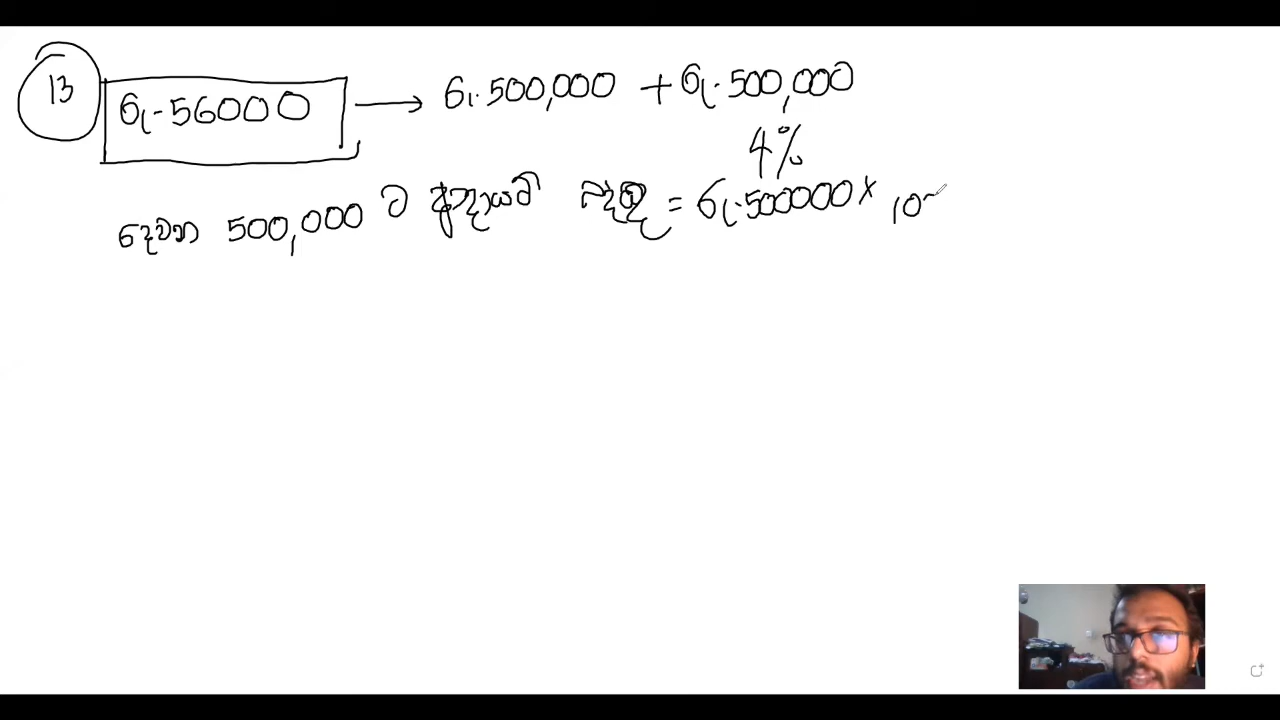 13 රු.56000 → රු.500,000 + රු.500,000
4%
දෙවන 500,000 ට ආදායම් බද්ද = රු.500000 × 10